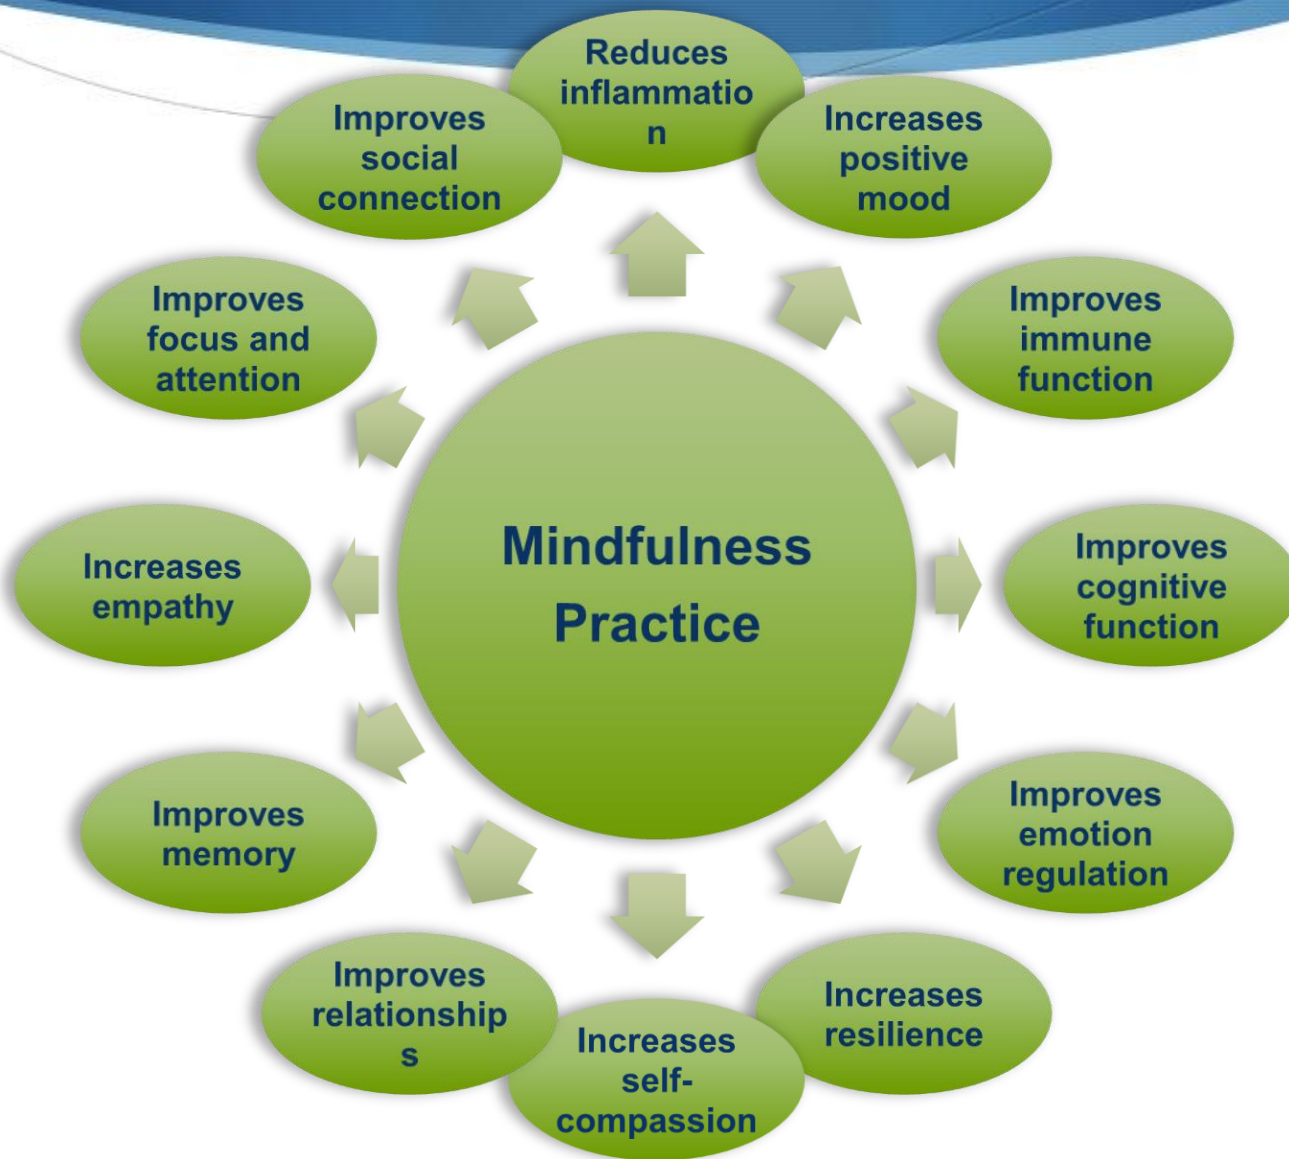 Reduces
inflammatio
n
Increases
positive
mood
Improves
immune
function
Improves
cognitive
function
Improves
emotion
regulation
Increases
resilience
Increases
self-
compassion
Improves
relationship
s
Improves
memory
Increases
empathy
Improves
focus and
attention
Improves
social
connection
Mindfulness
Practice